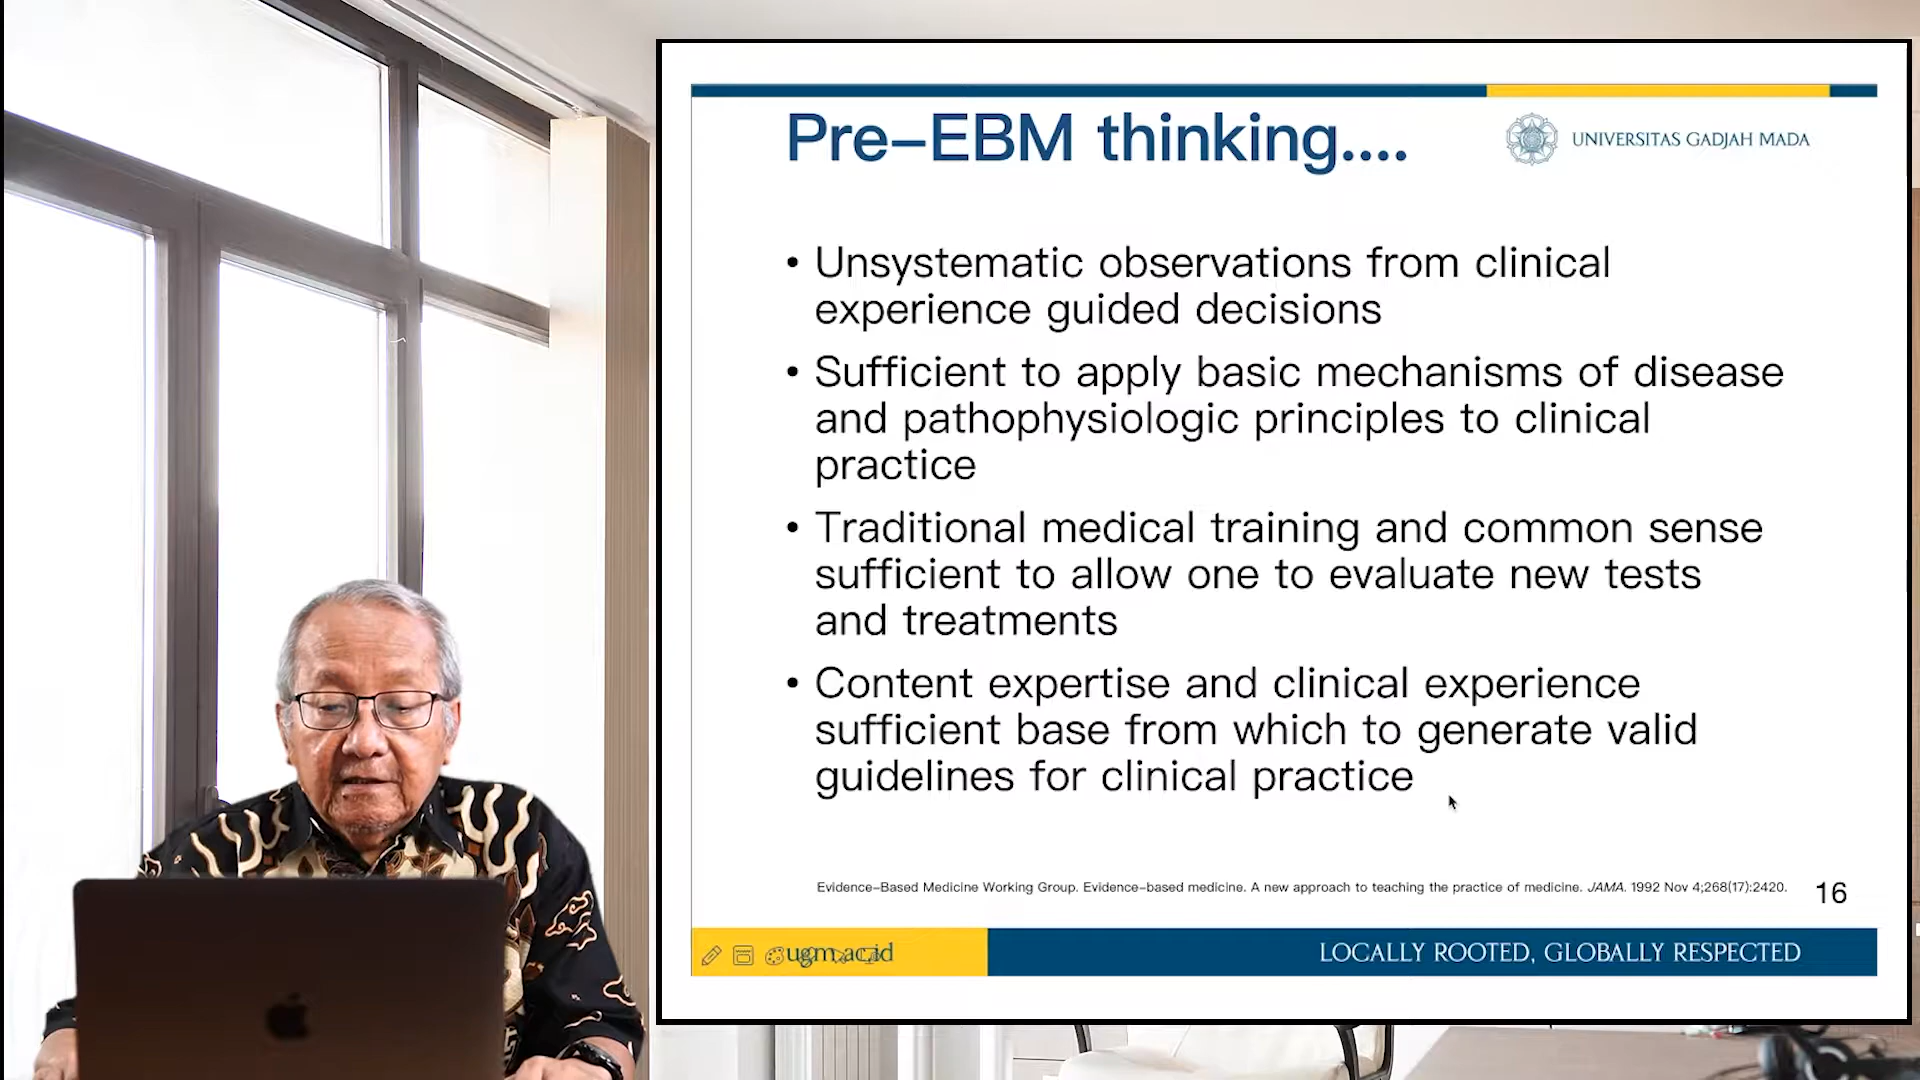 Pre–EBM thinking....
UNIVERSITAS GADJAH MADA
• Unsystematic observations from clinical
experience guided decisions
• Sufficient to apply basic mechanisms of disease
and pathophysiologic principles to clinical
practice
• Traditional medical training and common sense
sufficient to allow one to evaluate new tests
and treatments
• Content expertise and clinical experience
sufficient base from which to generate valid
guidelines for clinical practice
Evidence–Based Medicine Working Group. Evidence–based medicine. A new approach to teaching the practice of medicine. JAMA. 1992 Nov 4;268(17):2420.
16
ugm.ac.id
LOCALLY ROOTED, GLOBALLY RESPECTED